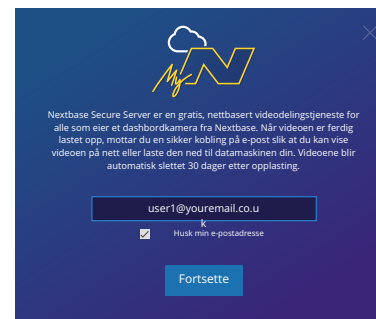 My N
Nextbase Secure Server er en gratis, nettbasert videodelingstjeneste for
alle som eier et dashbordkamera fra Nextbase. Når videoen er ferdig
lastet opp, mottar du en sikker kobling på e-post slik at du kan vise
videoen på nett eller laste den ned til datamaskinen din. Videoene blir
automatisk slettet 30 dager etter opplasting.
user1@youremail.co.u
k
Husk min e-postadresse
Fortsette